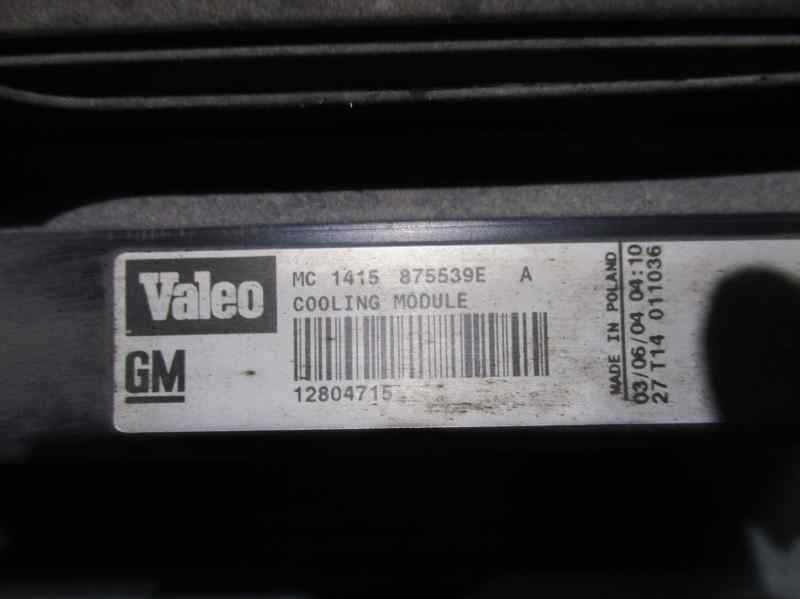 Valeo
GM
MC 1415 875539E A
COOLING MODULE
12804715
MADE IN POLAND
03/06/04 04:10
27 T14 011036